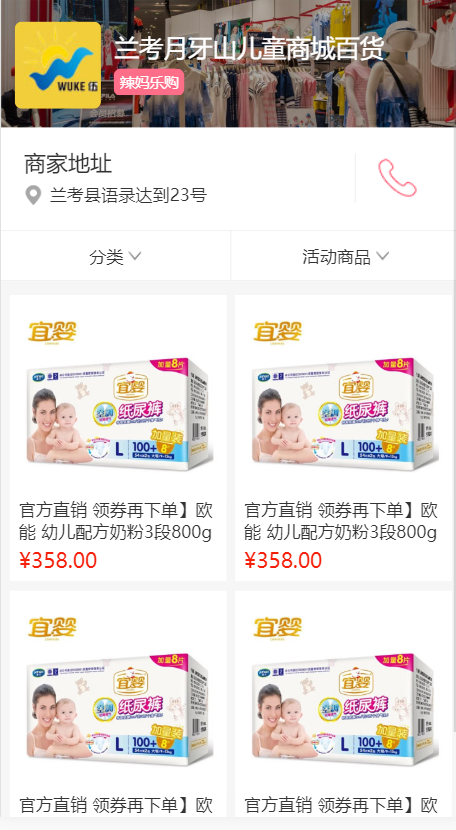 兰考月牙山儿童商城百货
WUKE 伍
辣妈乐购
商家地址
兰考县语录达到23号
分类
活动商品
宜婴
宜婴
加量8片
加量8片
宜婴
宜婴
纸尿裤
纸尿裤
加量装
加量装
L 100+ 8
L 100+ 8
官方直销 领券再下单】欧
能 幼儿配方奶粉3段800g
¥358.00
官方直销 领券再下单】欧
能 幼儿配方奶粉3段800g
¥358.00
宜婴
宜婴
加量8片
加量8片
宜婴
宜婴
纸尿裤
纸尿裤
加量装
加量装
L 100+ 8
L 100+ 8
官方直销 领券再下单】欧
官方直销 领券再下单】欧